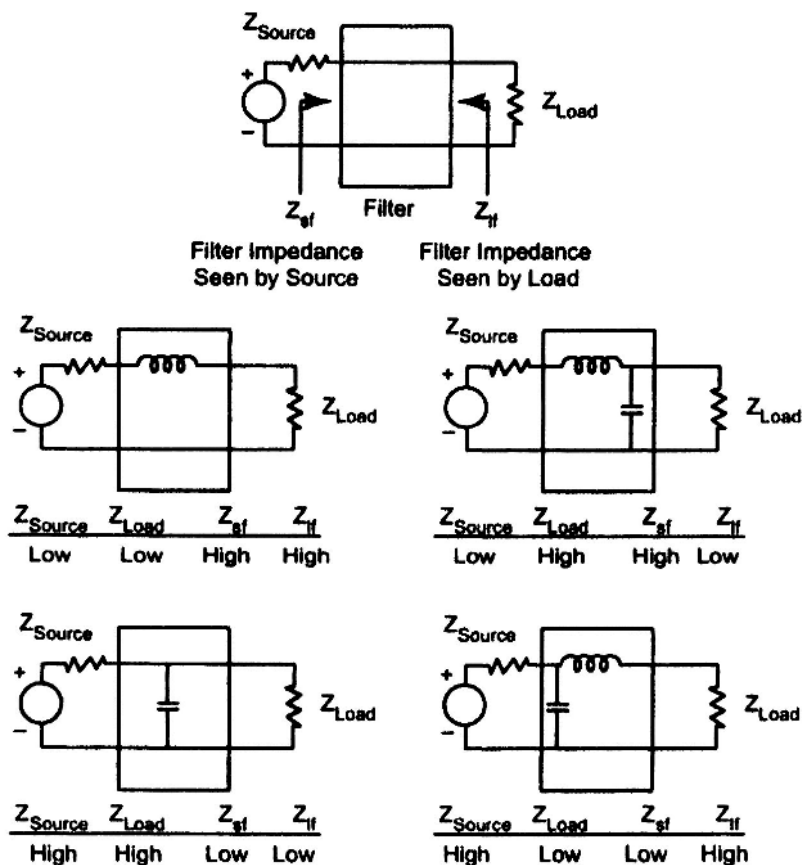 Z_Source
+
−
Z_Load
Z_sf Filter Z_lf
Filter Impedance Seen by Source
Filter Impedance Seen by Load
Z_Source
+
−
Z_Load
Z_Source Z_Load Z_sf Z_lf
Low Low High High
Z_Source
+
−
Z_Load
Z_Source Z_Load Z_sf Z_lf
Low High High Low
Z_Source
+
−
Z_Load
Z_Source Z_Load Z_sf Z_lf
High High Low Low
Z_Source
+
−
Z_Load
Z_Source Z_Load Z_sf Z_lf
High Low Low High